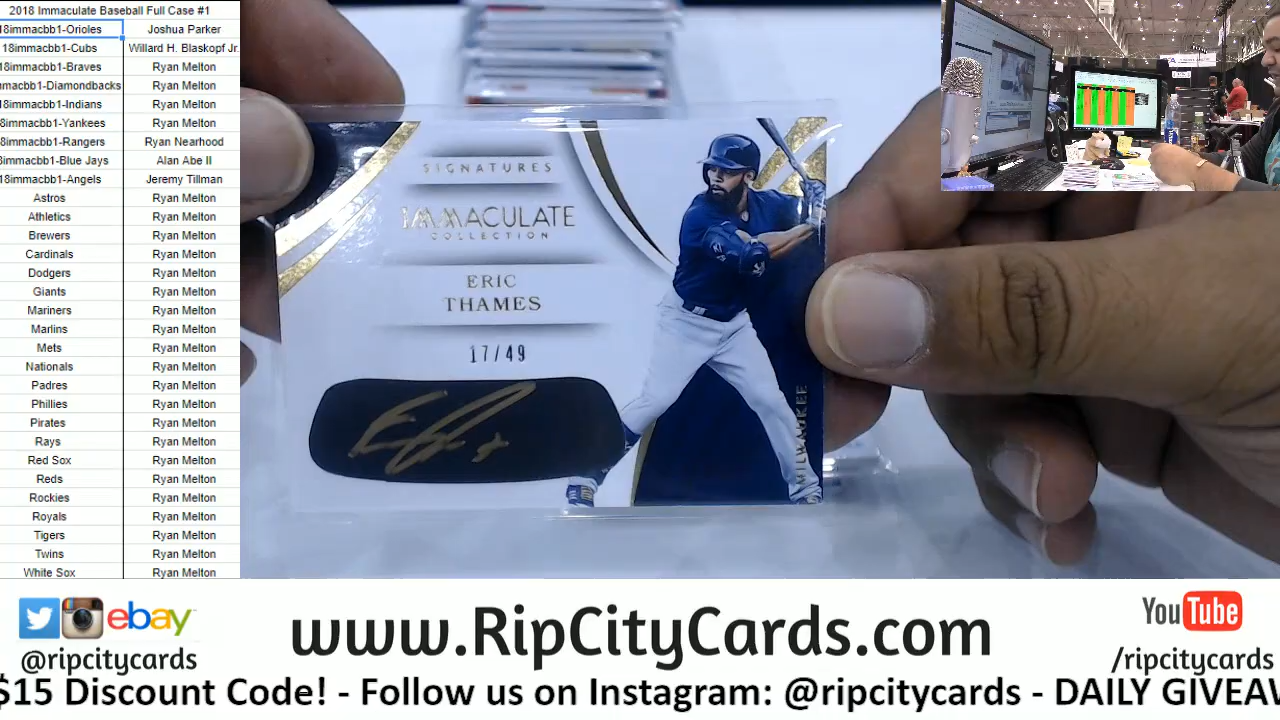 2018 Immaculate Baseball Full Case #1
18immacbb1-Orioles Joshua Parker
18immacbb1-Cubs Willard H. Blaskopf Jr.
18immacbb1-Braves Ryan Melton
macbb1-Diamondbacks Ryan Melton
18immacbb1-Indians Ryan Melton
18immacbb1-Yankees Ryan Melton
18immacbb1-Rangers Ryan Nearhood
8immacbb1-Blue Jays Alan Abe II
18immacbb1-Angels Jeremy Tillman
Astros Ryan Melton
Athletics Ryan Melton
Brewers Ryan Melton
Cardinals Ryan Melton
Dodgers Ryan Melton
Giants Ryan Melton
Mariners Ryan Melton
Marlins Ryan Melton
Mets Ryan Melton
Nationals Ryan Melton
Padres Ryan Melton
Phillies Ryan Melton
Pirates Ryan Melton
Rays Ryan Melton
Red Sox Ryan Melton
Reds Ryan Melton
Rockies Ryan Melton
Royals Ryan Melton
Tigers Ryan Melton
Twins Ryan Melton
White Sox Ryan Melton
SIGNATURES
IMMACULATE
COLLECTION
ERIC
THAMES
17/49
MILWAUKEE
ebay
@ripcitycards
www.RipCityCards.com
YouTube
/ripcitycards
$15 Discount Code! - Follow us on Instagram: @ripcitycards - DAILY GIVEAW